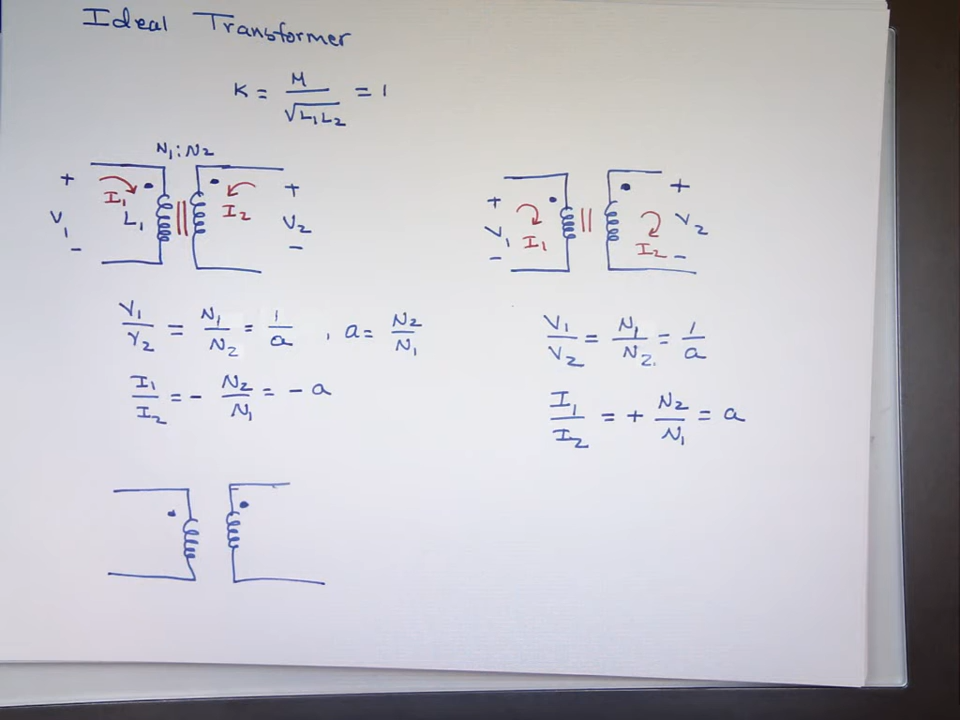 Ideal Transformer
K = M / √L1L2 = 1
N1:N2
+ I1 L1 V1 -
+ I2 V2 -
+ V1 I1 -
+ V2 I2 -
V1/V2 = N1/N2 = 1/a , a = N2/N1
I1/I2 = - N2/N1 = - a
V1/V2 = N1/N2 = 1/a
I1/I2 = + N2/N1 = a